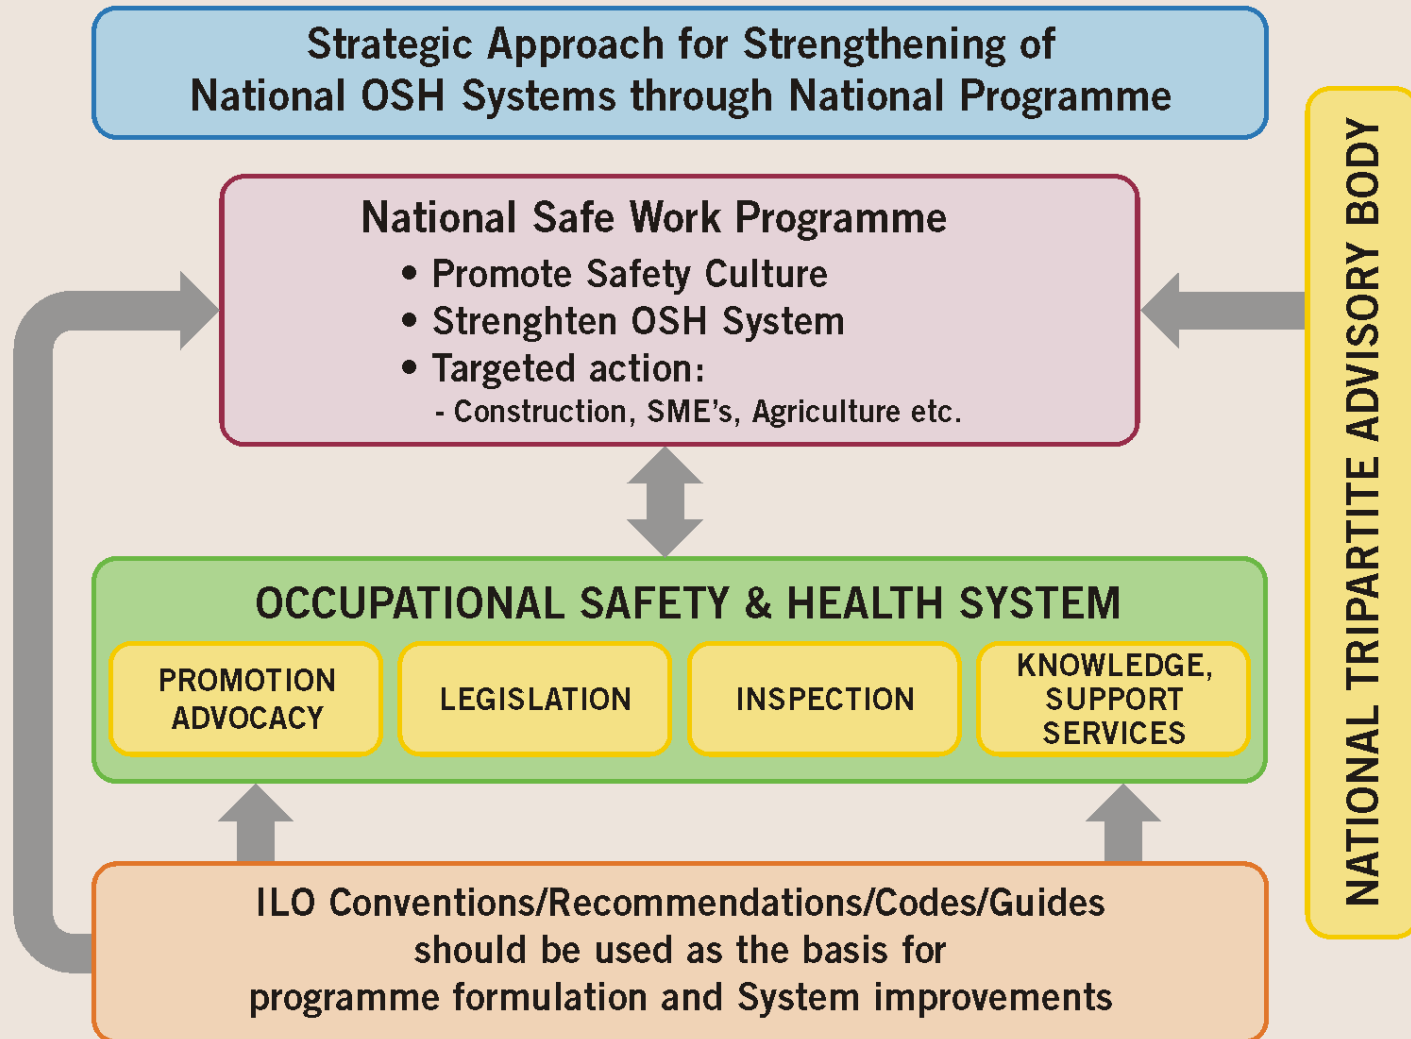 Strategic Approach for Strengthening of
National OSH Systems through National Programme
National Safe Work Programme
• Promote Safety Culture
• Strenghten OSH System
• Targeted action:
- Construction, SME's, Agriculture etc.
NATIONAL TRIPARTITE ADVISORY BODY
OCCUPATIONAL SAFETY & HEALTH SYSTEM
PROMOTION
ADVOCACY
LEGISLATION
INSPECTION
KNOWLEDGE,
SUPPORT
SERVICES
ILO Conventions/Recommendations/Codes/Guides
should be used as the basis for
programme formulation and System improvements